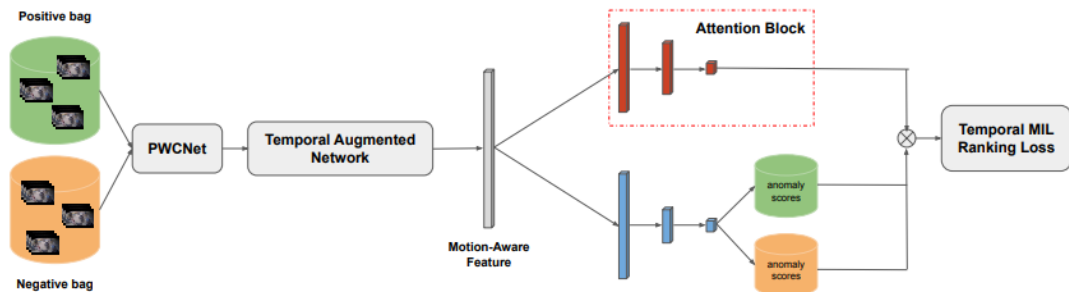 Positive bag
Negative bag
PWCNet
Temporal Augmented
Network
Motion-Aware
Feature
Attention Block
anomaly
scores
anomaly
scores
Temporal MIL
Ranking Loss